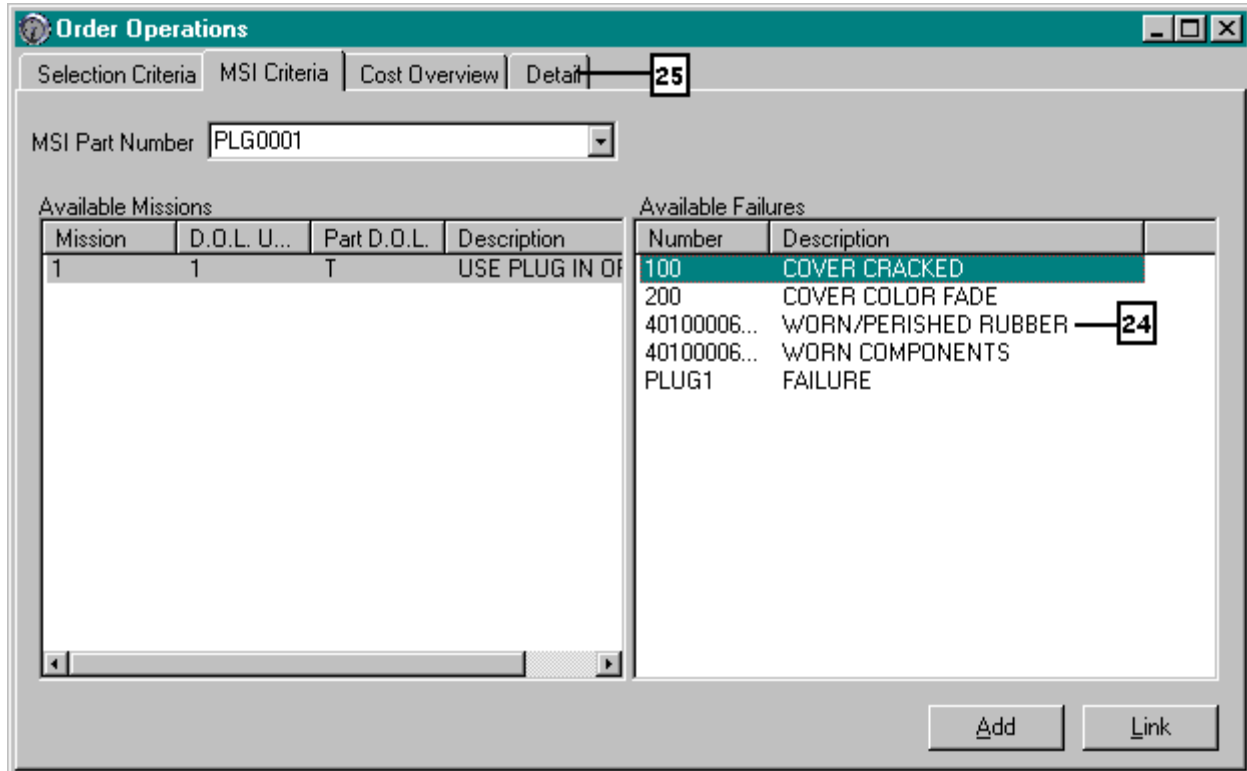 Order Operations
Selection Criteria MSI Criteria Cost Overview Detail 25
MSI Part Number PLG0001
Available Missions Available Failures
Mission D.O.L. U... Part D.O.L. Description Number Description
1 1 T USE PLUG IN OF 100 COVER CRACKED
200 COVER COLOR FADE
40100006... WORN/PERISHED RUBBER 24
40100006... WORN COMPONENTS
PLUG1 FAILURE
Add Link